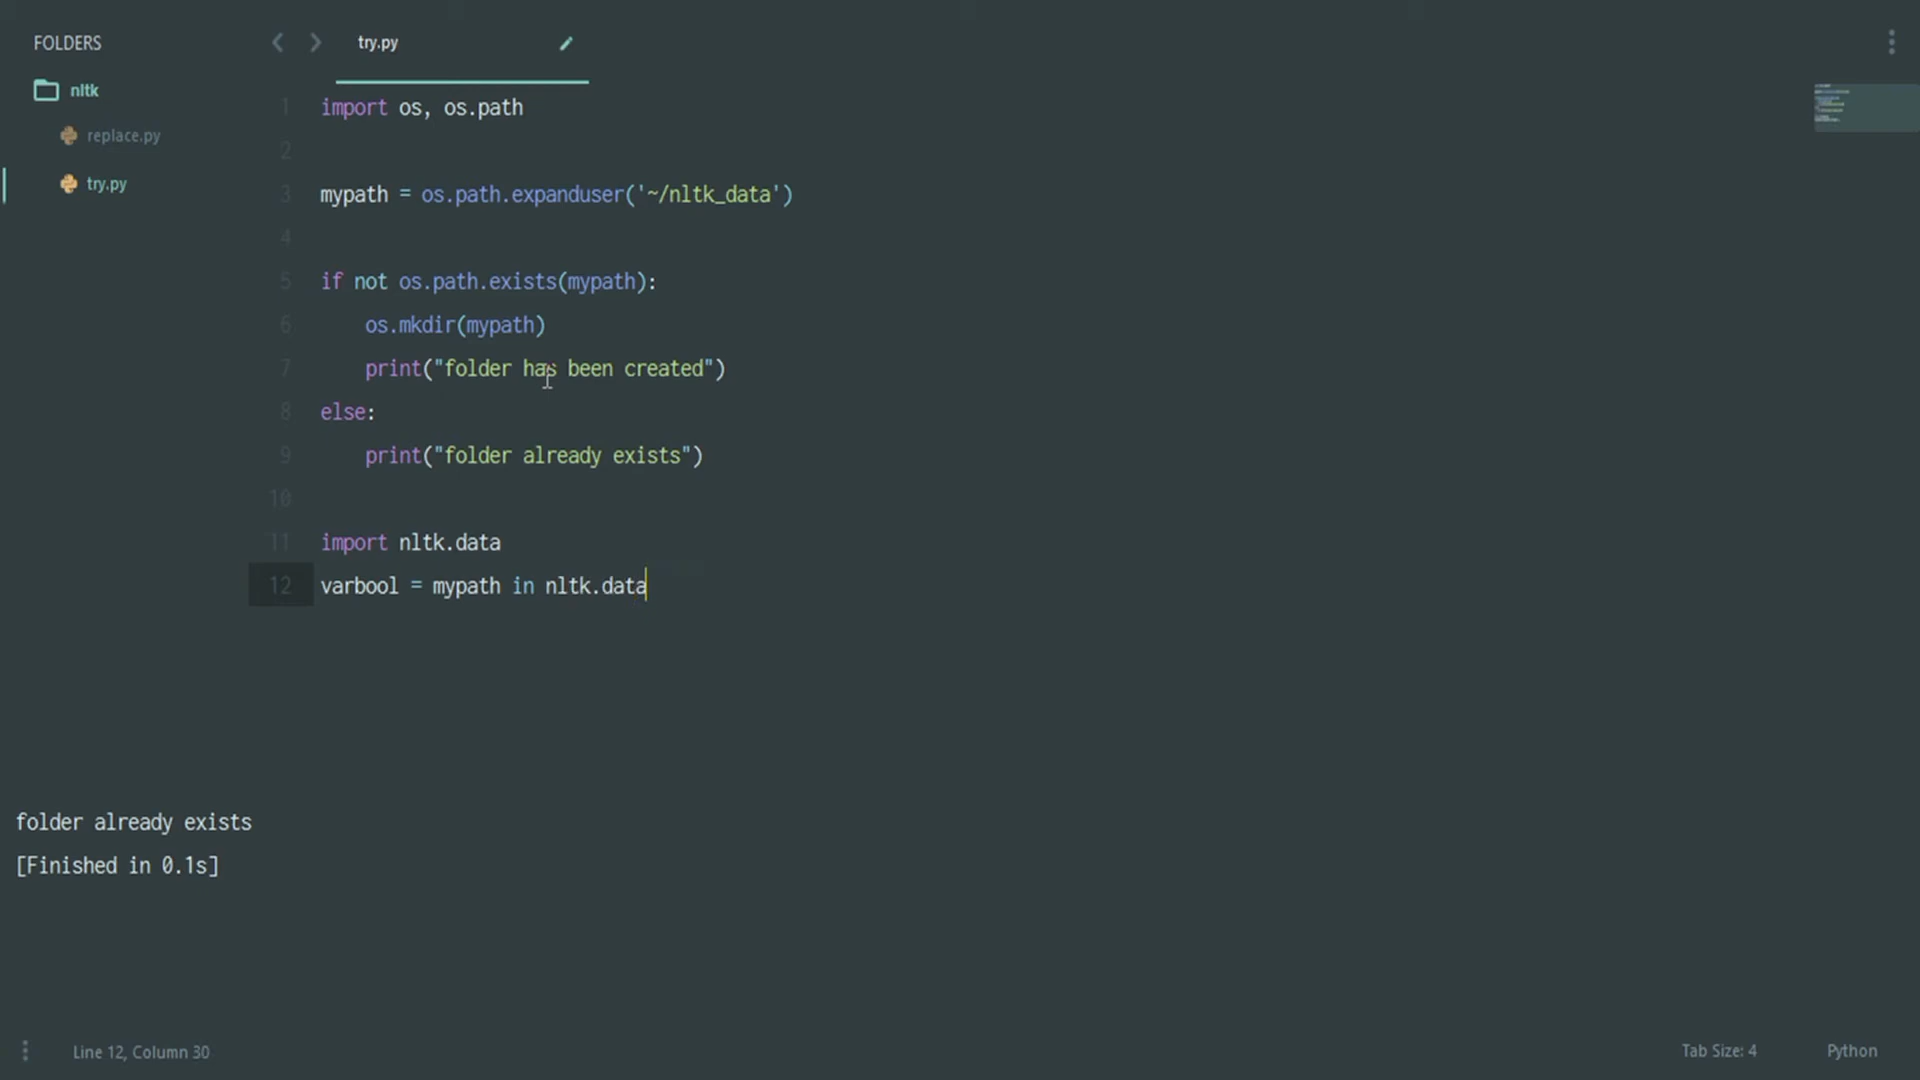 FOLDERS
nltk
replace.py
try.py
try.py
1 import os, os.path
2
3 mypath = os.path.expanduser('~/nltk_data')
4
5 if not os.path.exists(mypath):
6     os.mkdir(mypath)
7     print("folder has been created")
8 else:
9     print("folder already exists")
10
11 import nltk.data
12 varbool = mypath in nltk.data
folder already exists
[Finished in 0.1s]
Line 12, Column 30
Tab Size: 4
Python